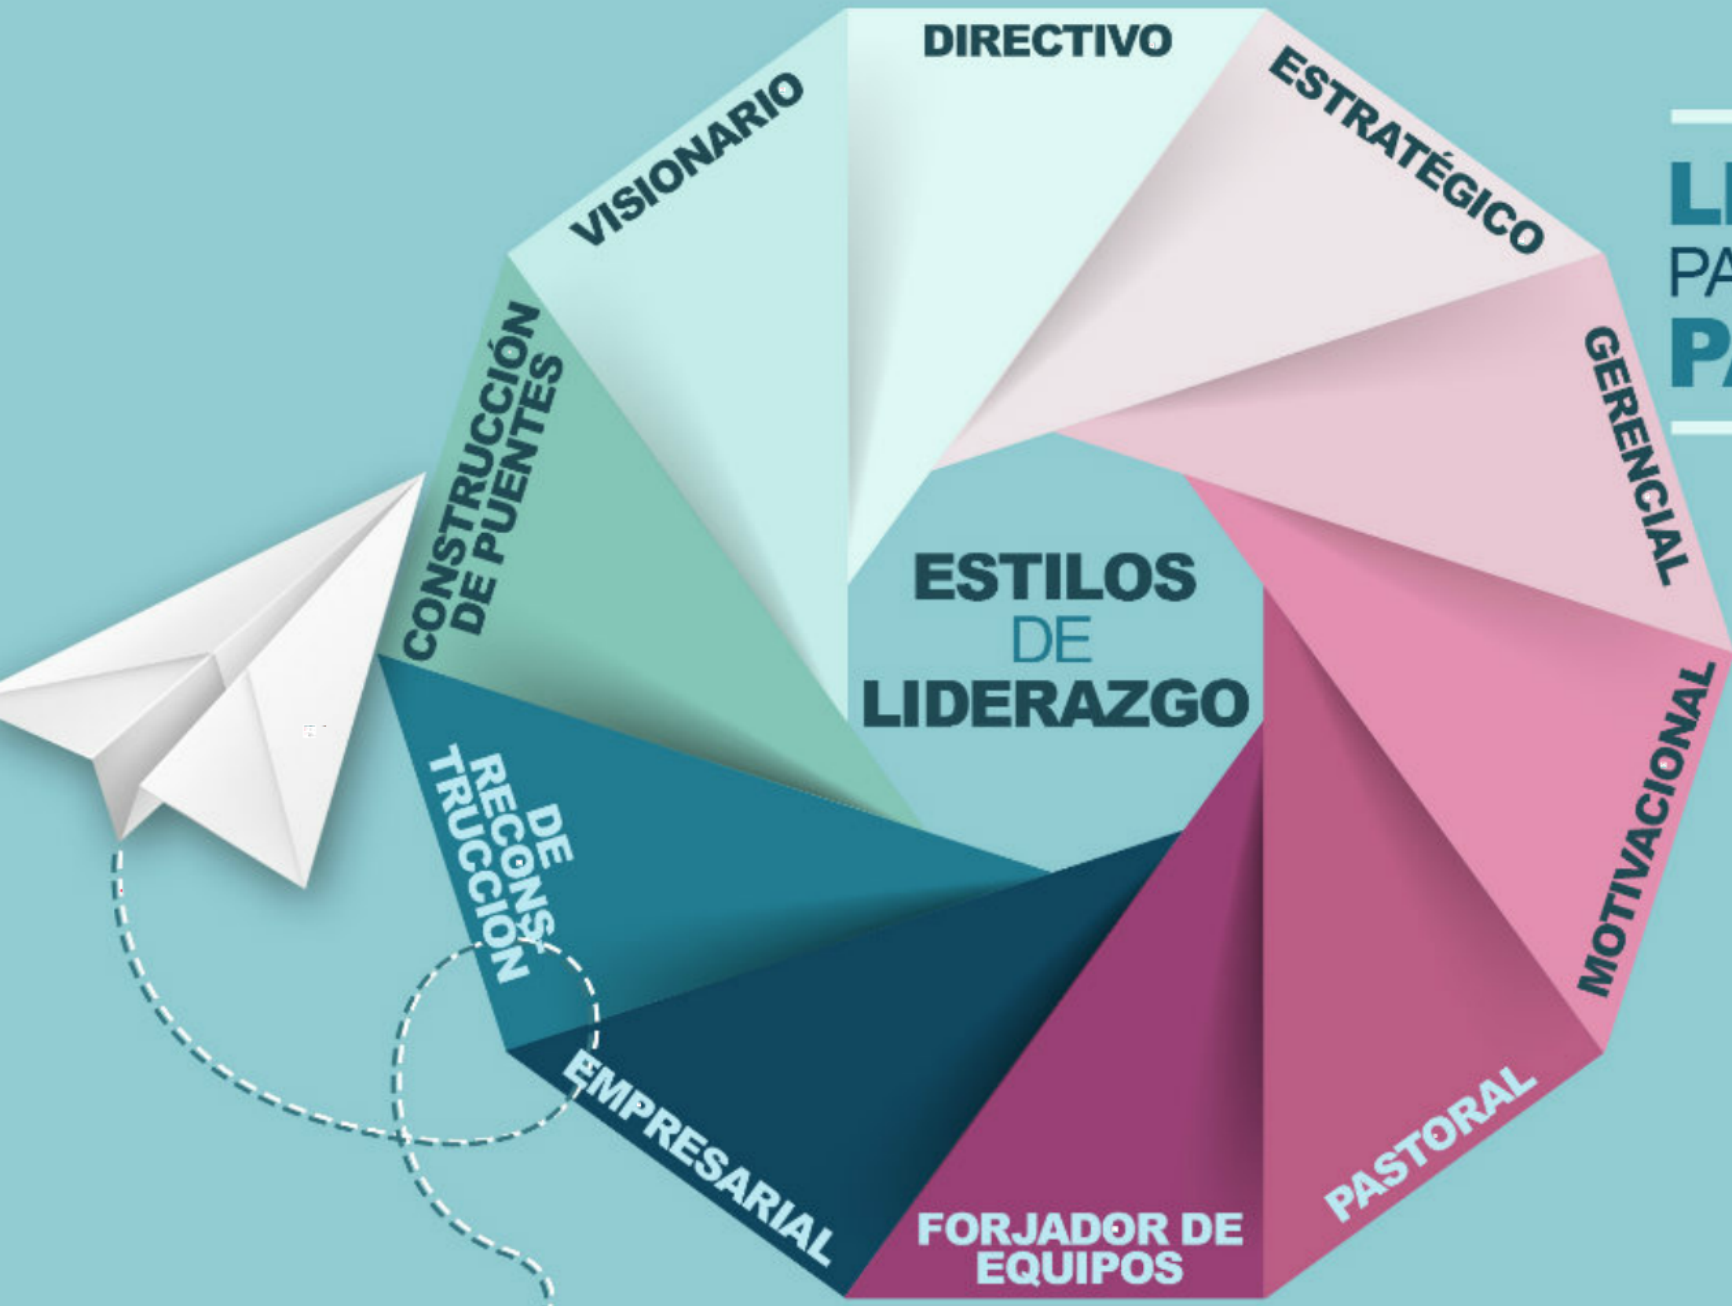 DIRECTIVO
ESTRATÉGICO
GERENCIAL
MOTIVACIONAL
PASTORAL
FORJADOR DE
EQUIPOS
EMPRESARIAL
DE
RECONS-
TRUCCIÓN
CONSTRUCCIÓN
DE PUENTES
VISIONARIO
ESTILOS
DE
LIDERAZGO